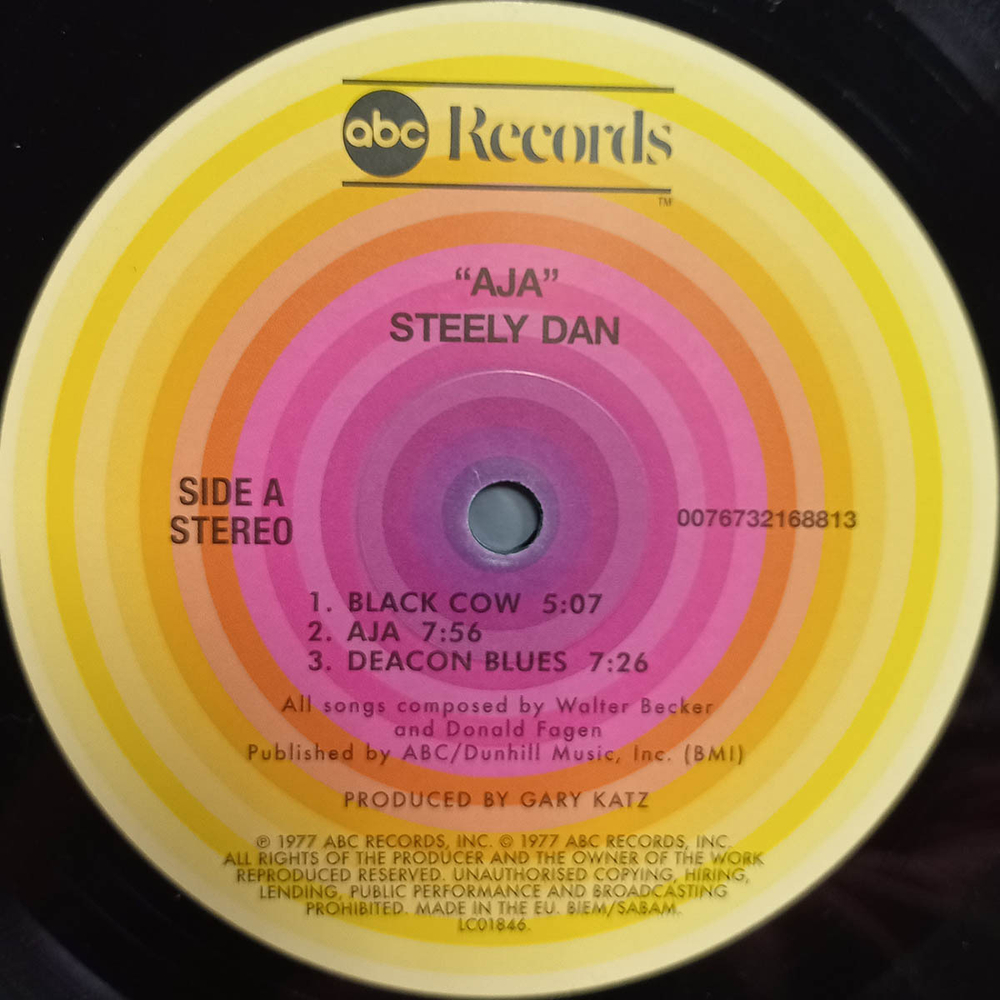 abc Records
TM
“AJA”
STEELY DAN
SIDE A
STEREO
0076732168813
1. BLACK COW 5:07
2. AJA 7:56
3. DEACON BLUES 7:26
All songs composed by Walter Becker
and Donald Fagen
Published by ABC/Dunhill Music, Inc. (BMI)
PRODUCED BY GARY KATZ
℗ 1977 ABC RECORDS, INC. © 1977 ABC RECORDS, INC.
ALL RIGHTS OF THE PRODUCER AND THE OWNER OF THE WORK
REPRODUCED RESERVED. UNAUTHORISED COPYING, HIRING,
LENDING, PUBLIC PERFORMANCE AND BROADCASTING
PROHIBITED. MADE IN THE EU. BIEM/SABAM.
LC01846.